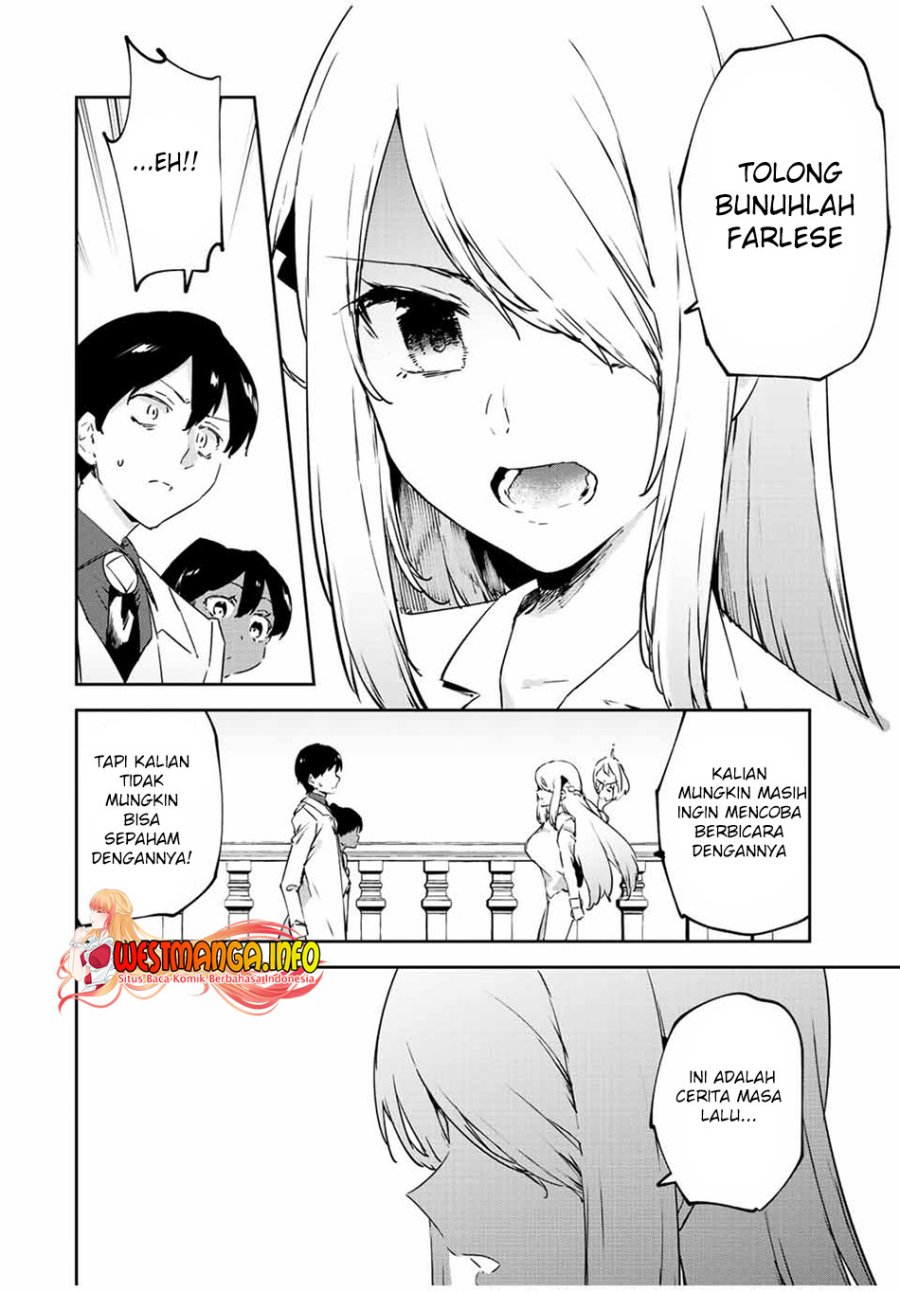 TOLONG
BUNUHLAH
FARLESE
...EH!!
KALIAN
MUNGKIN MASIH
INGIN MENCOBA
BERBICARA
DENGANNYA
TAPI KALIAN
TIDAK
MUNGKIN
BISA
SEPAHAM
DENGANNYA!
WESTMANGA.INFO
Situs Baca Komik Berbahasa Indonesia
INI ADALAH
CERITA MASA
LALU...